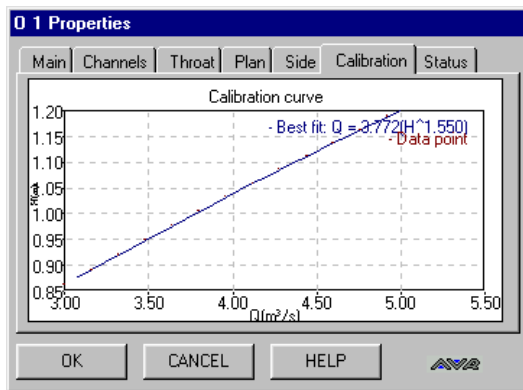 O 1 Properties
Main Channels Throat Plan Side Calibration Status
Calibration curve
- Best fit: Q = 3.772(H^1.550)
- Data point
1.20
1.15
1.10
1.05
1.00
0.95
0.90
0.85
3.00 3.50 4.00 4.50 5.00 5.50
Q(m³/s)
OK CANCEL HELP